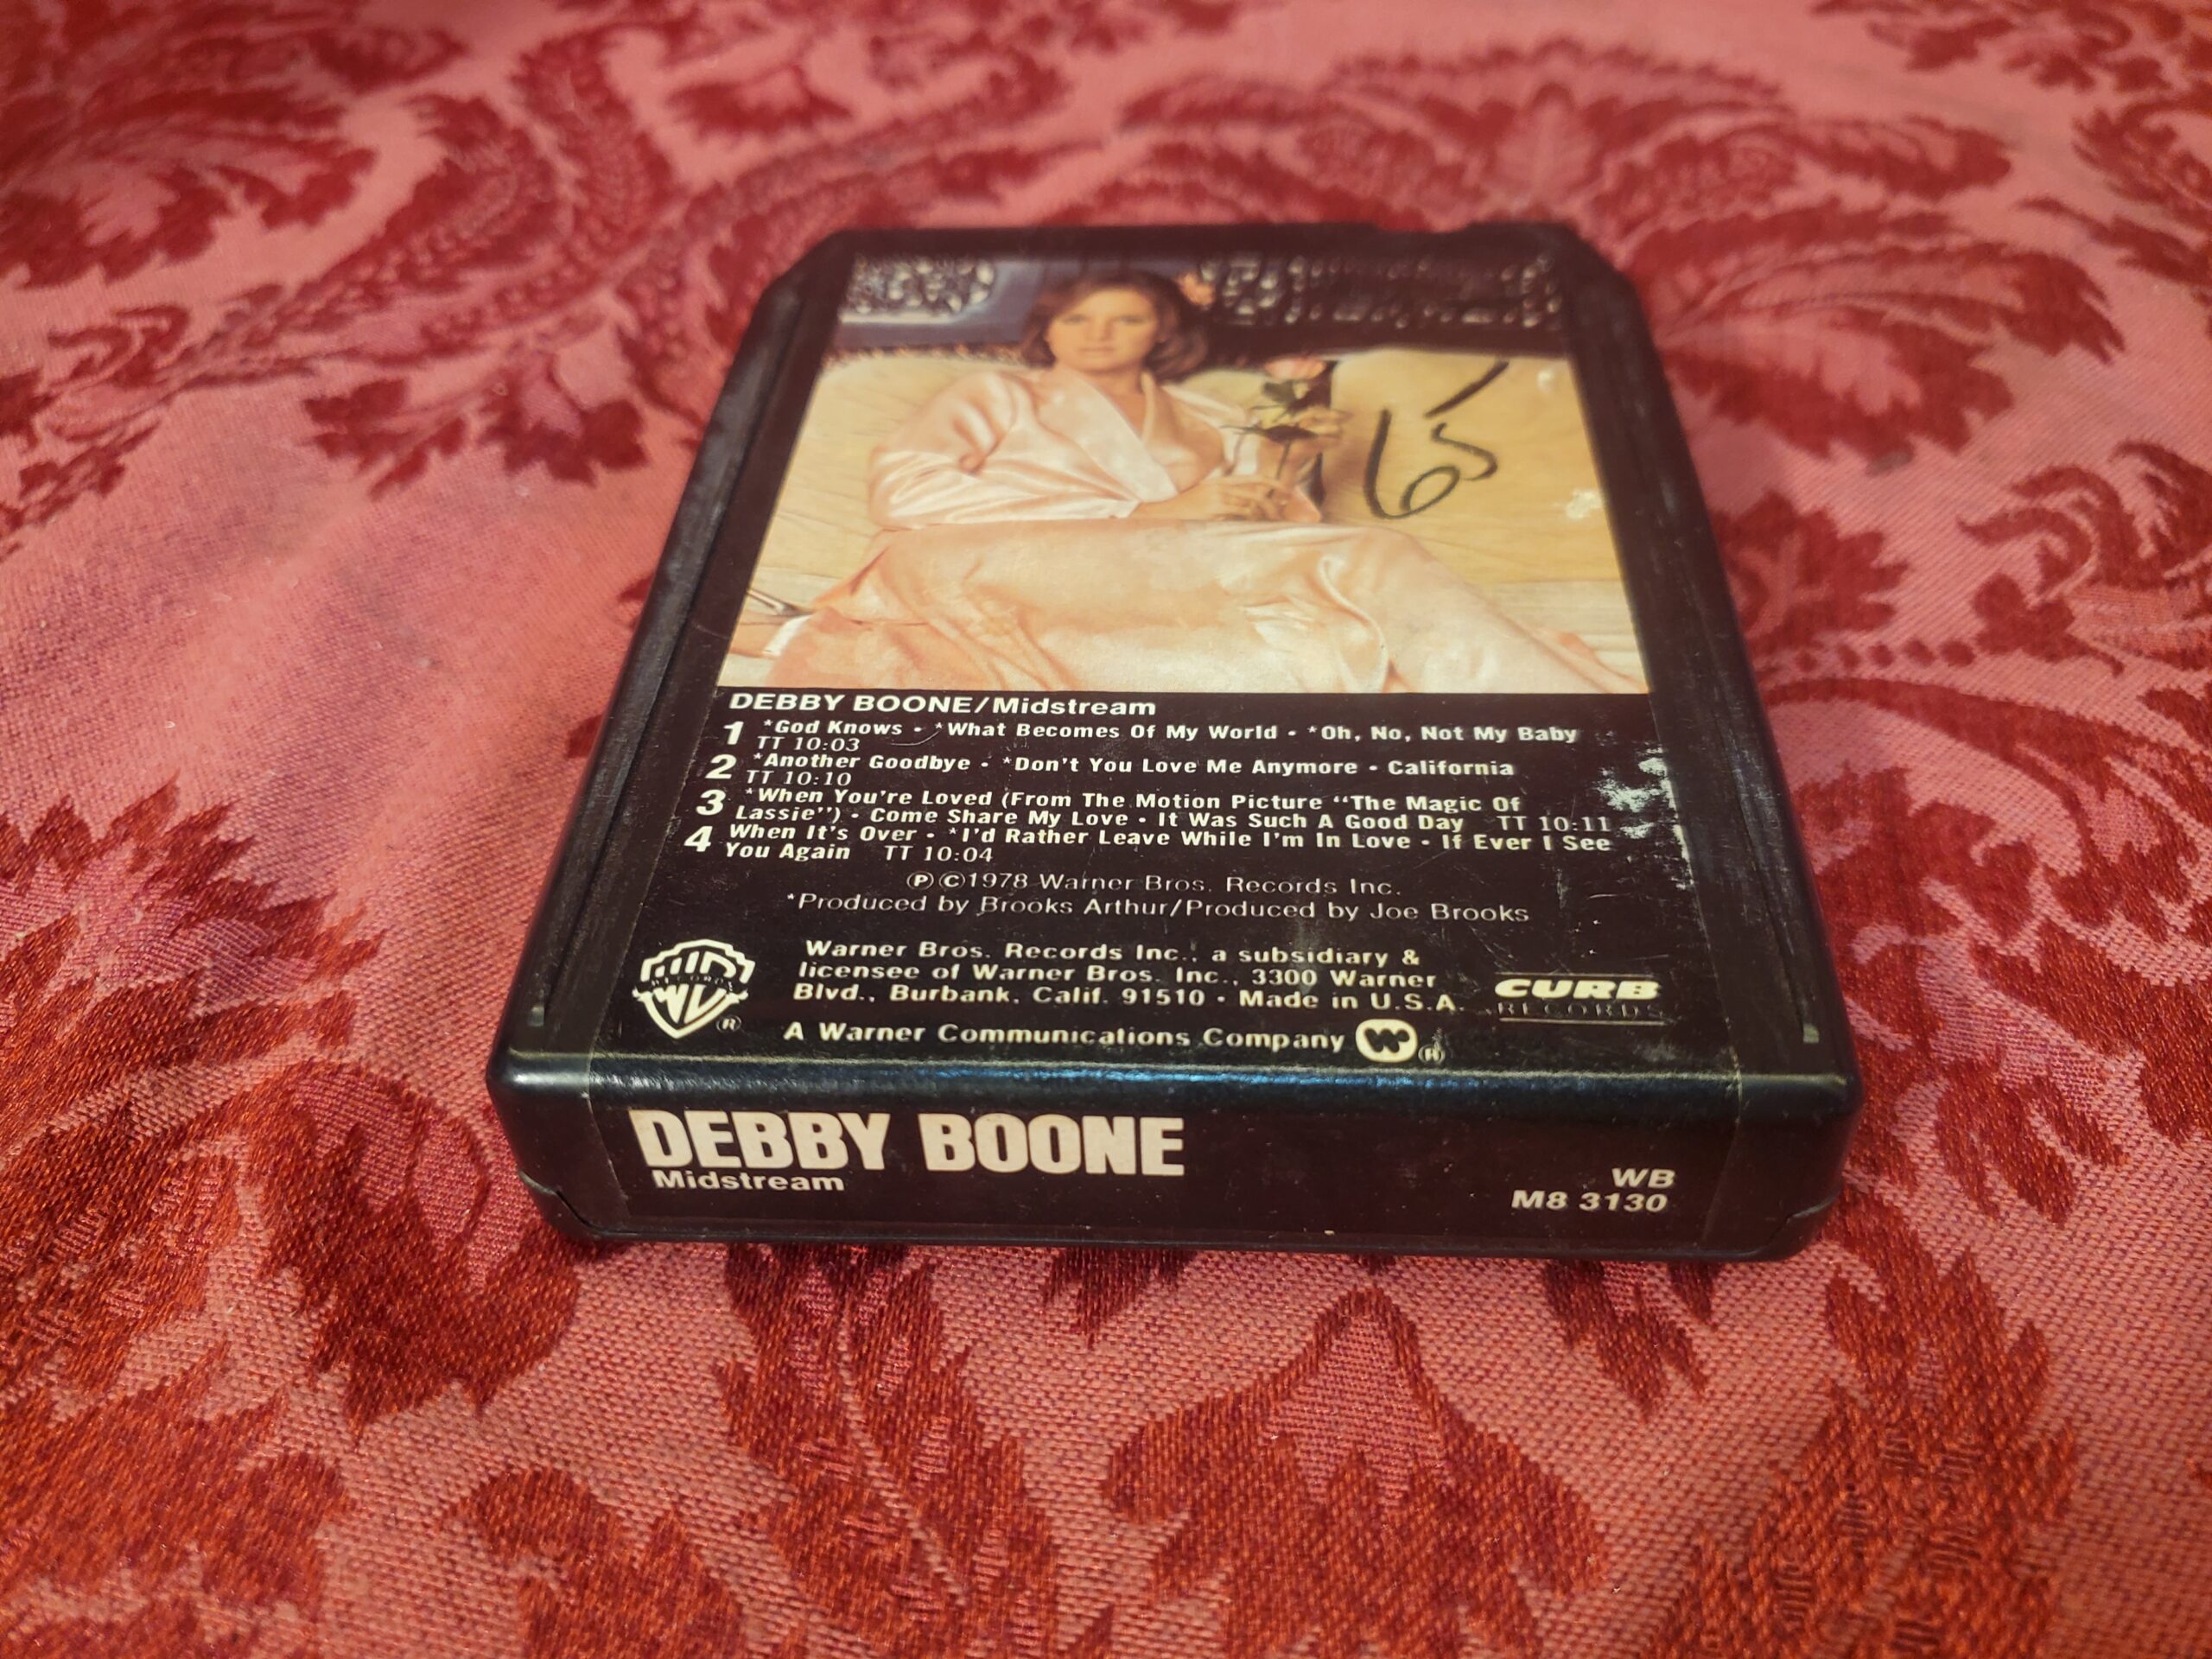 65
DEBBY BOONE/Midstream
1 *God Knows • *What Becomes Of My World • *Oh, No, Not My Baby
TT 10:03
2 *Another Goodbye • *Don't You Love Me Anymore • California
TT 10:10
3 *When You're Loved (From The Motion Picture "The Magic Of
Lassie") • Come Share My Love • It Was Such A Good Day TT 10:11
4 When It's Over • *I'd Rather Leave While I'm In Love • If Ever I See
You Again TT 10:04
℗©1978 Warner Bros. Records Inc.
*Produced by Brooks Arthur/Produced by Joe Brooks
WB RECORDS ®
Warner Bros. Records Inc., a subsidiary &
licensee of Warner Bros. Inc., 3300 Warner
Blvd., Burbank, Calif. 91510 • Made in U.S.A.
A Warner Communications Company W ®
CURB
RECORDS
DEBBY BOONE
Midstream
WB
M8 3130